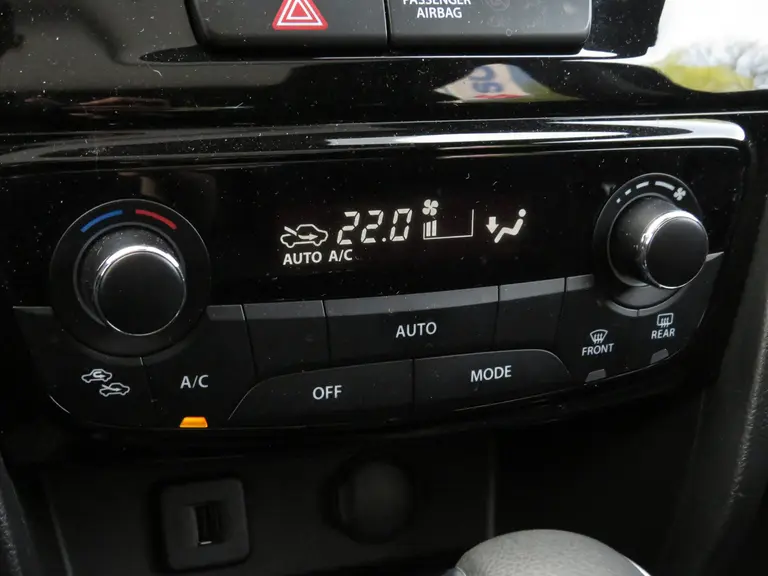 PASSENGER
AIRBAG
22.0
AUTO A/C
AUTO
A/C
OFF
MODE
FRONT
REAR